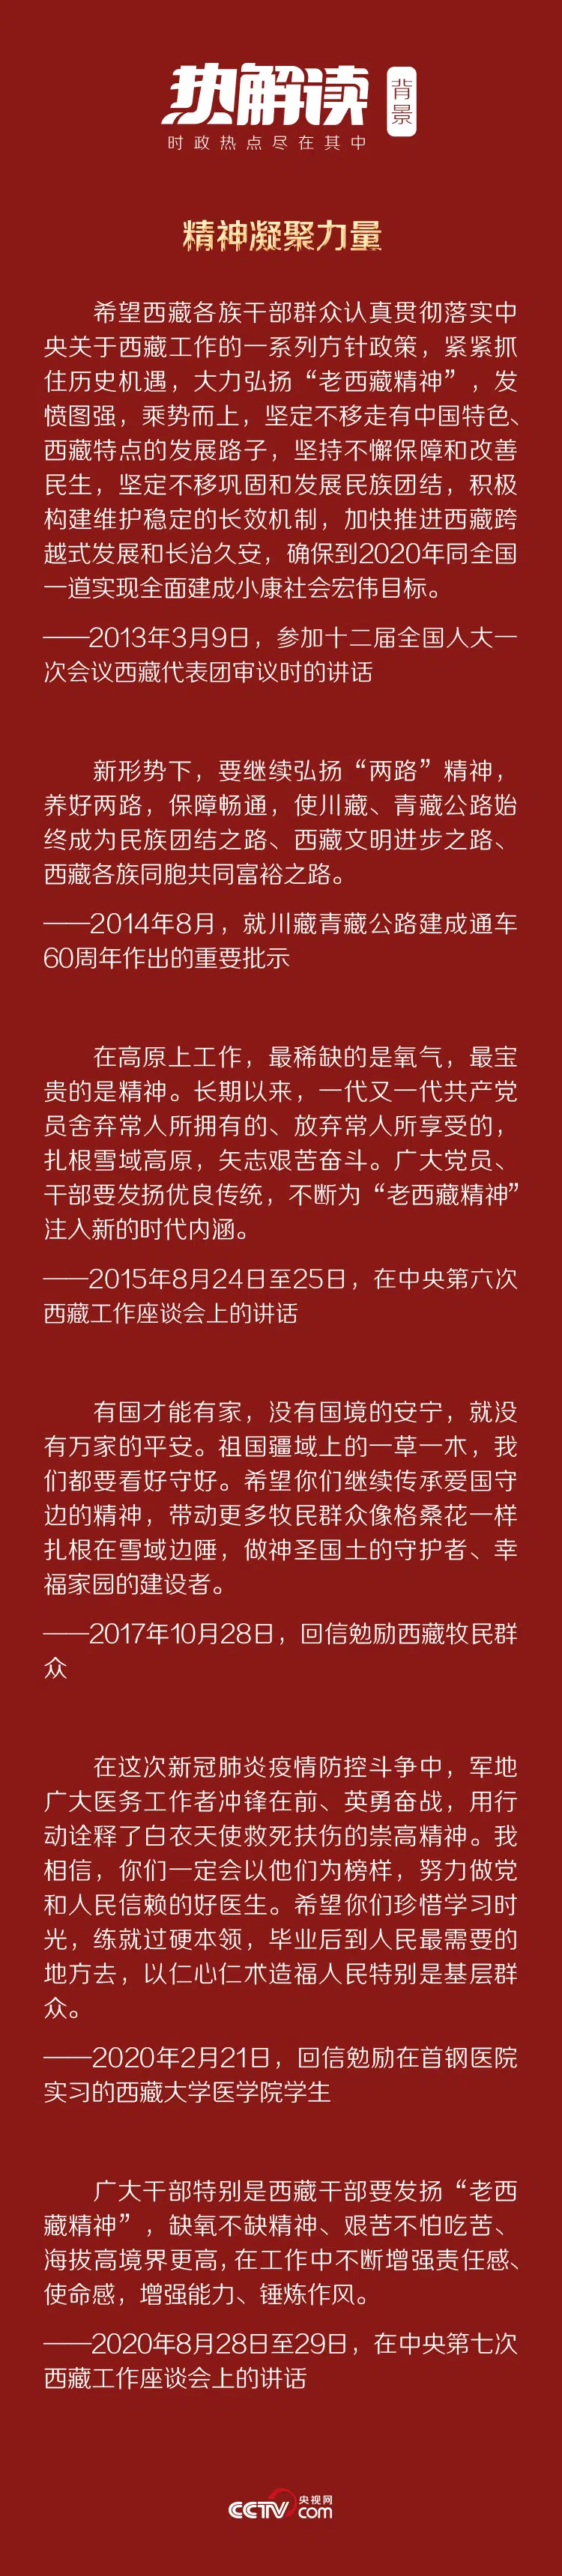 热解读
背景
时政热点尽在其中
精神凝聚力量
希望西藏各族干部群众认真贯彻落实中
央关于西藏工作的一系列方针政策，紧紧抓
住历史机遇，大力弘扬“老西藏精神”，发
愤图强，乘势而上，坚定不移走有中国特色、
西藏特点的发展路子，坚持不懈保障和改善
民生，坚定不移巩固和发展民族团结，积极
构建维护稳定的长效机制，加快推进西藏跨
越式发展和长治久安，确保到2020年同全国
一道实现全面建成小康社会宏伟目标。
——2013年3月9日，参加十二届全国人大一
次会议西藏代表团审议时的讲话
新形势下，要继续弘扬“两路”精神，
养好两路，保障畅通，使川藏、青藏公路始
终成为民族团结之路、西藏文明进步之路、
西藏各族同胞共同富裕之路。
——2014年8月，就川藏青藏公路建成通车
60周年作出的重要批示
在高原上工作，最稀缺的是氧气，最宝
贵的是精神。长期以来，一代又一代共产党
员舍弃常人所拥有的、放弃常人所享受的，
扎根雪域高原，矢志艰苦奋斗。广大党员、
干部要发扬优良传统，不断为“老西藏精神”
注入新的时代内涵。
——2015年8月24日至25日，在中央第六次
西藏工作座谈会上的讲话
有国才能有家，没有国境的安宁，就没
有万家的平安。祖国疆域上的一草一木，我
们都要看好守好。希望你们继续传承爱国守
边的精神，带动更多牧民群众像格桑花一样
扎根在雪域边陲，做神圣国土的守护者、幸
福家园的建设者。
——2017年10月28日，回信勉励西藏牧民群
众
在这次新冠肺炎疫情防控斗争中，军地
广大医务工作者冲锋在前、英勇奋战，用行
动诠释了白衣天使救死扶伤的崇高精神。我
相信，你们一定会以他们为榜样，努力做党
和人民信赖的好医生。希望你们珍惜学习时
光，练就过硬本领，毕业后到人民最需要的
地方去，以仁心仁术造福人民特别是基层群
众。
——2020年2月21日，回信勉励在首钢医院
实习的西藏大学医学院学生
广大干部特别是西藏干部要发扬“老西
藏精神”，缺氧不缺精神、艰苦不怕吃苦、
海拔高境界更高，在工作中不断增强责任感、
使命感，增强能力、锤炼作风。
——2020年8月28日至29日，在中央第七次
西藏工作座谈会上的讲话
CCTV 央视网
com